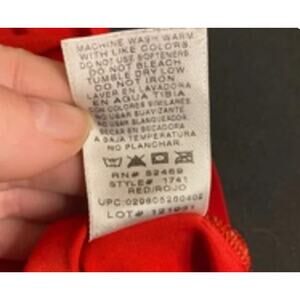 MACHINE WASH WARM
WITH LIKE COLORS.
DO NOT USE SOFTENERS.
DO NOT BLEACH
TUMBLE DRY LOW
DO NOT IRON
LAVER EN LAVADORA
EN AGUA TIBIA
CON COLORES SIMILARES.
NO USAR SUAVIZANTE.
NO USAR BLANQUEADOR.
SECAR EN SECADORA
A BAJA TEMPERATURA
NO PLANCHAR.
RN# 52469
STYLE# 1741
RED/ROJO
LOT#